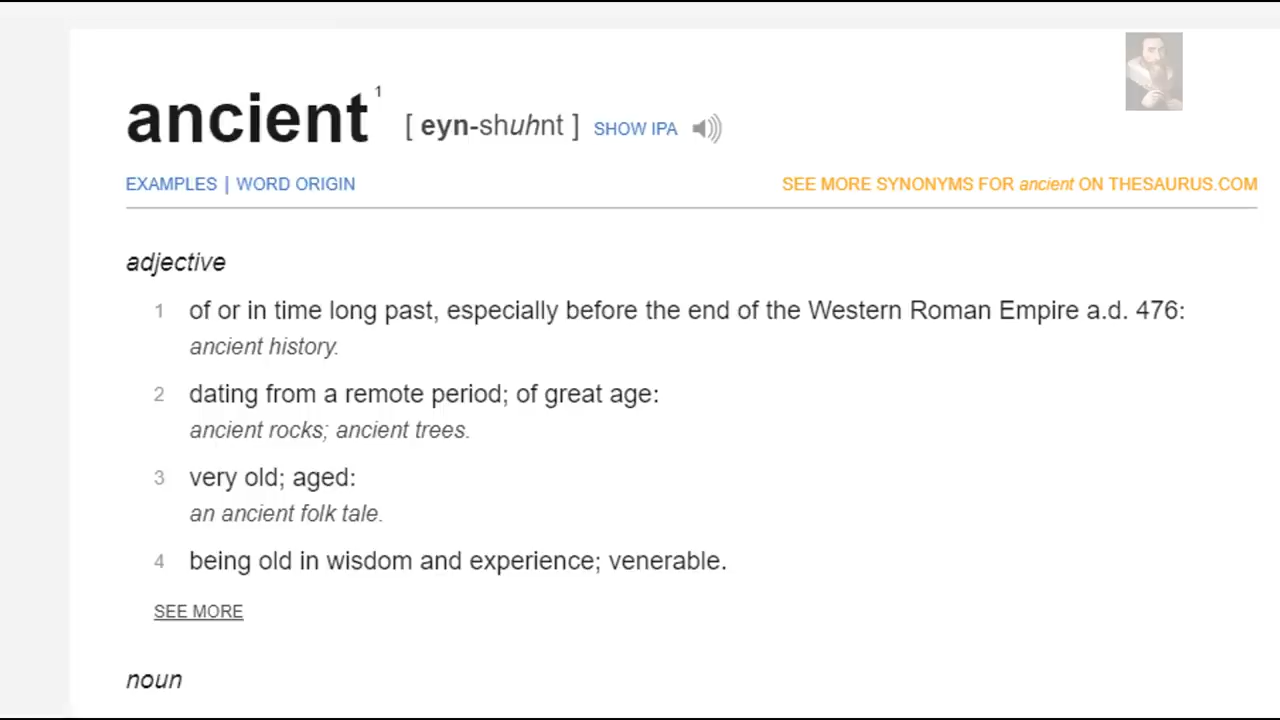 ancient 1 [ eyn-shuhnt ] SHOW IPA
EXAMPLES | WORD ORIGIN SEE MORE SYNONYMS FOR ancient ON THESAURUS.COM
adjective
1 of or in time long past, especially before the end of the Western Roman Empire a.d. 476:
ancient history.
2 dating from a remote period; of great age:
ancient rocks; ancient trees.
3 very old; aged:
an ancient folk tale.
4 being old in wisdom and experience; venerable.
SEE MORE
noun